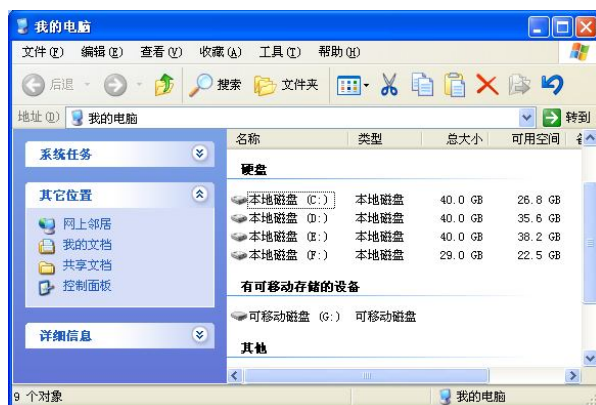 我的电脑
文件(F) 编辑(E) 查看(V) 收藏(A) 工具(T) 帮助(H)
后退 搜索 文件夹
地址(D) 我的电脑 转到
系统任务
其它位置
网上邻居
我的文档
共享文档
控制面板
详细信息
名称 类型 总大小 可用空间
硬盘
本地磁盘 (C:) 本地磁盘 40.0 GB 26.8 GB
本地磁盘 (D:) 本地磁盘 40.0 GB 35.6 GB
本地磁盘 (E:) 本地磁盘 40.0 GB 38.2 GB
本地磁盘 (F:) 本地磁盘 29.0 GB 22.5 GB
有可移动存储的设备
可移动磁盘 (G:) 可移动磁盘
其他
9 个对象 我的电脑